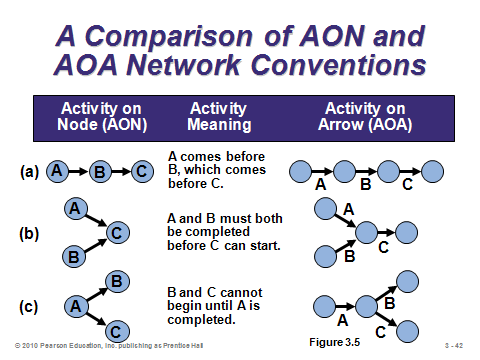 A Comparison of AON and
AOA Network Conventions
Activity on
Node (AON)
Activity
Meaning
Activity on
Arrow (AOA)
(a)
A B C
A comes before
B, which comes
before C.
A B C
(b)
A
B
C
A and B must both
be completed
before C can start.
A
B
C
(c)
A
B
C
B and C cannot
begin until A is
completed.
A
B
C
Figure 3.5
© 2010 Pearson Education, Inc. publishing as Prentice Hall
3 - 42